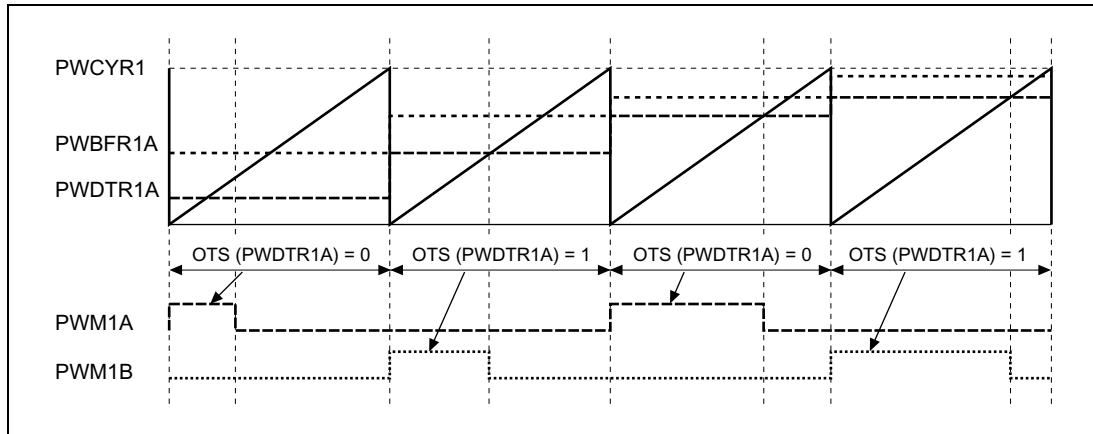 PWCYR1
PWBFR1A
PWDTR1A
OTS (PWDTR1A) = 0 OTS (PWDTR1A) = 1 OTS (PWDTR1A) = 0 OTS (PWDTR1A) = 1
PWM1A
PWM1B